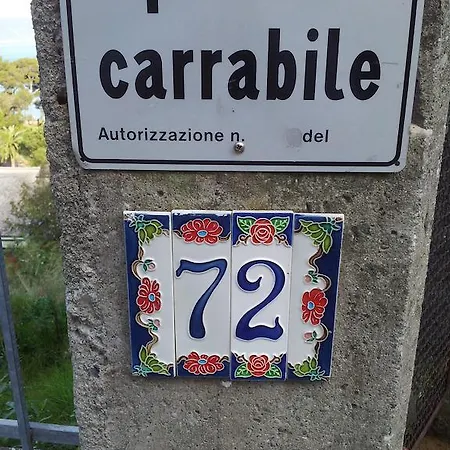 carrabile
Autorizzazione n. del
72